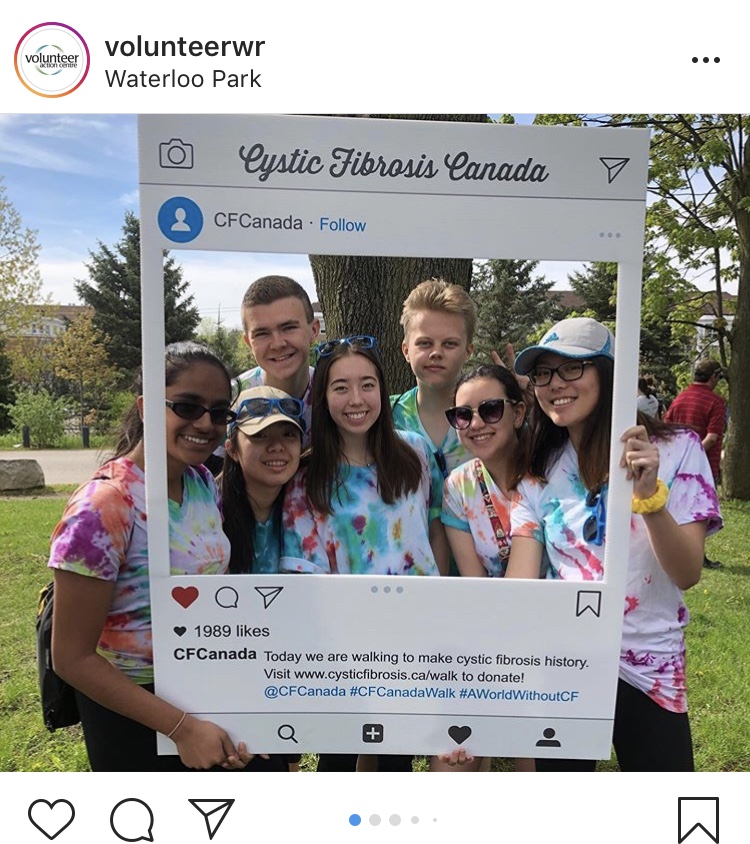 volunteer
action centre
volunteerwr
Waterloo Park
Cystic Fibrosis Canada
CFCanada · Follow
1989 likes
CFCanada Today we are walking to make cystic fibrosis history.
Visit www.cysticfibrosis.ca/walk to donate!
@CFCanada #CFCanadaWalk #AWorldWithoutCF